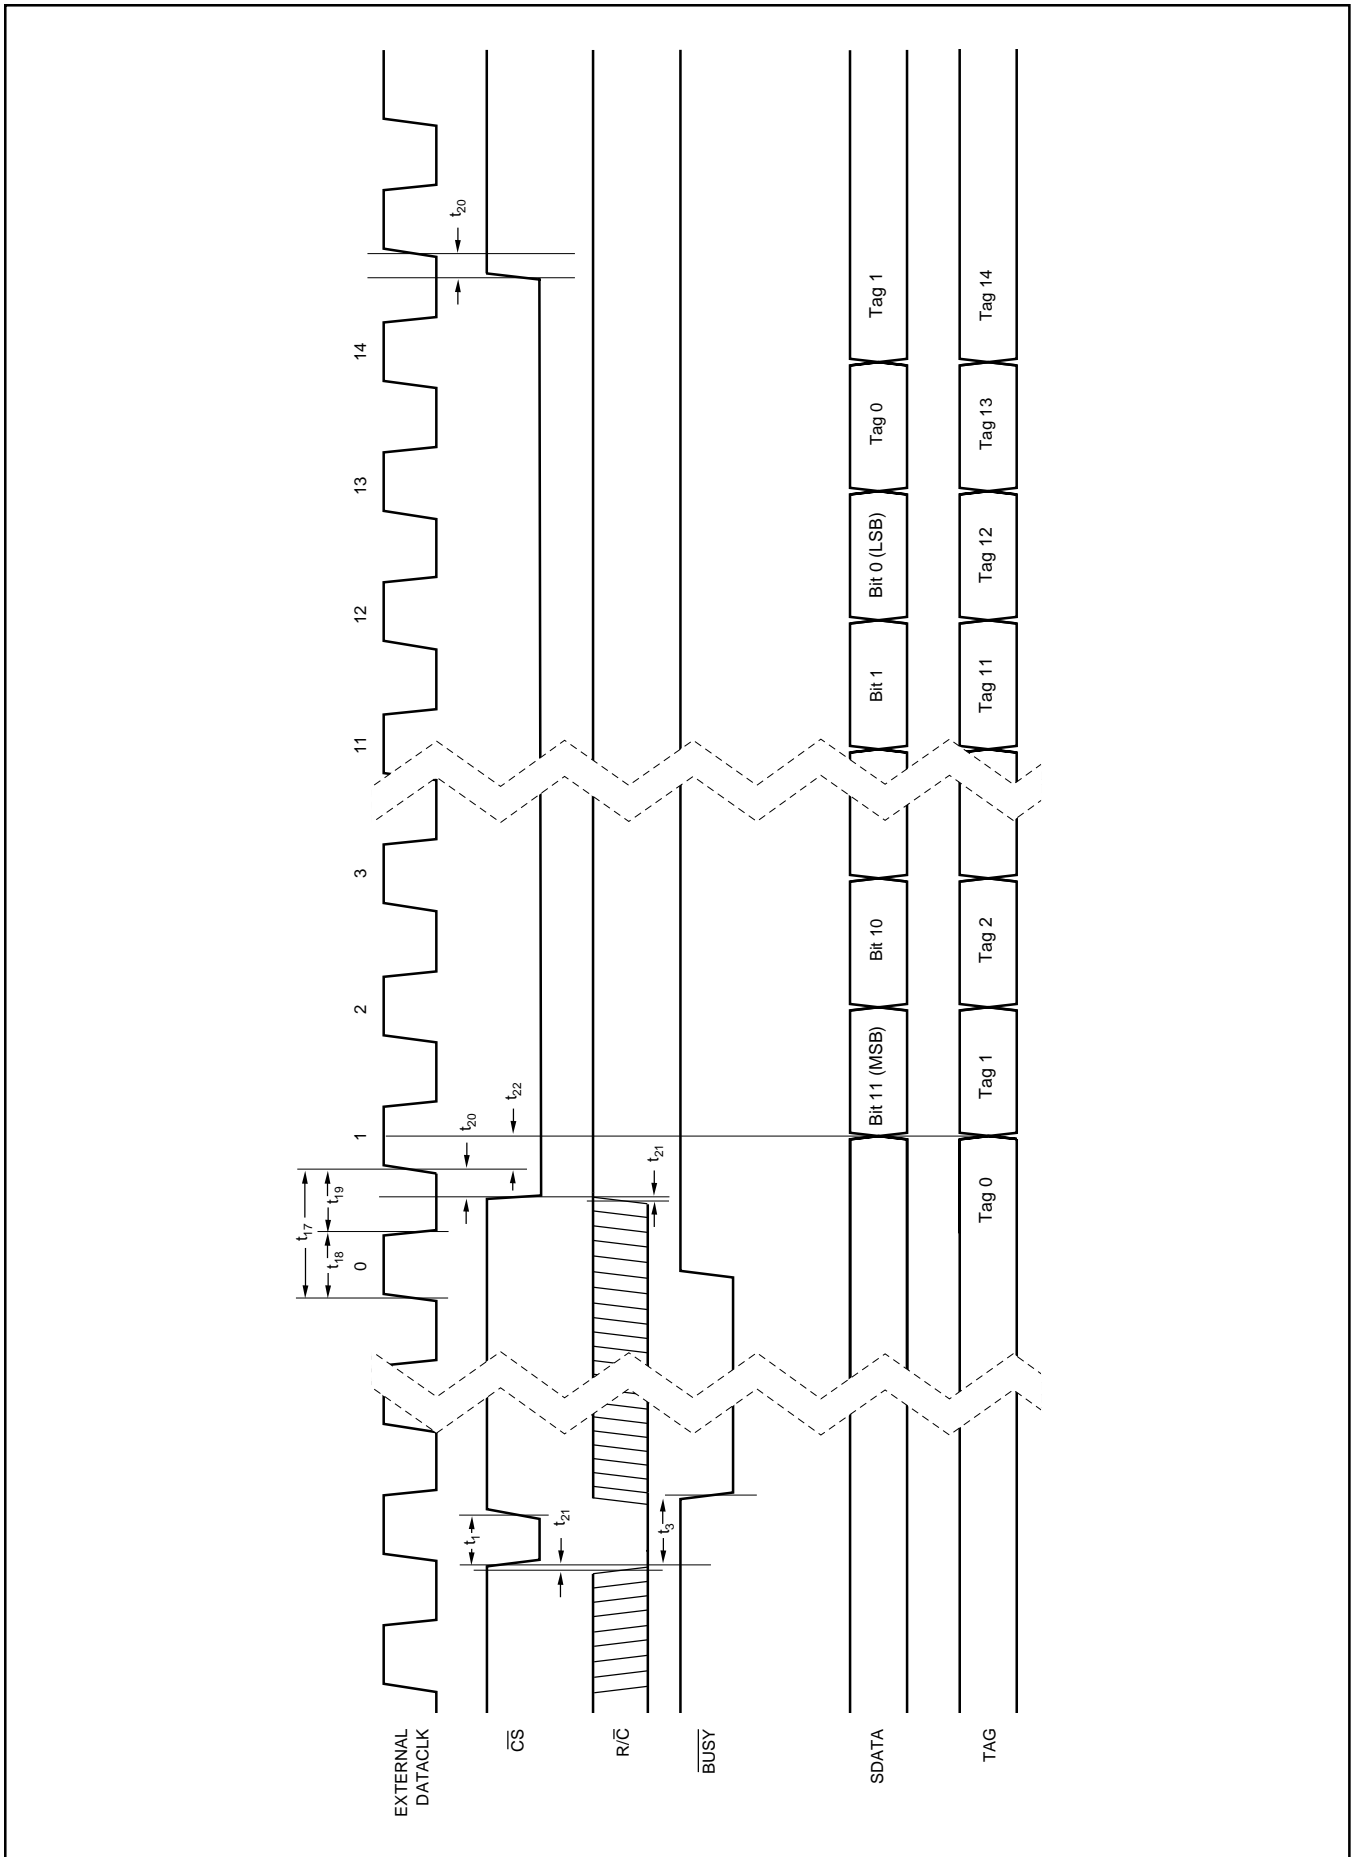 EXTERNAL
DATACLK
0
1
2
3
11
12
13
14
t17
t18
t19
t20
t20
CS
t1
t22
R/C
t21
t21
BUSY
t3
SDATA
Bit 11 (MSB)
Bit 10
Bit 1
Bit 0 (LSB)
Tag 0
Tag 1
TAG
Tag 0
Tag 1
Tag 2
Tag 11
Tag 12
Tag 13
Tag 14